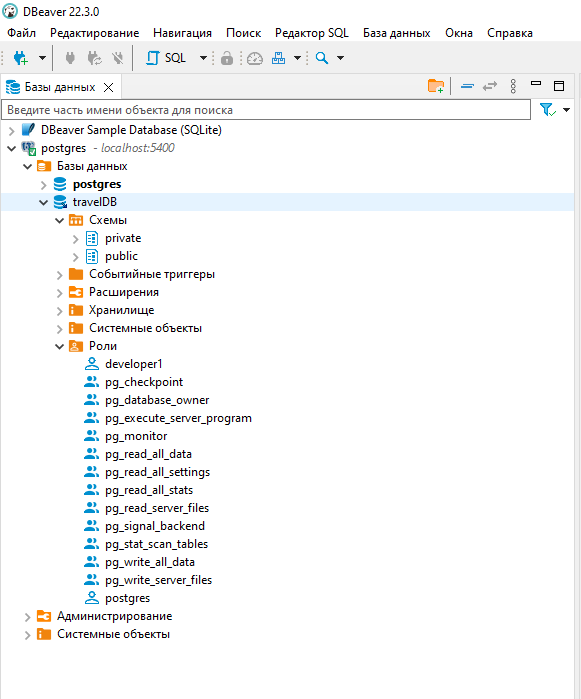 DBeaver 22.3.0
Файл Редактирование Навигация Поиск Редактор SQL База данных Окна Справка
SQL
Базы данных
Введите часть имени объекта для поиска
DBeaver Sample Database (SQLite)
postgres - localhost:5400
Базы данных
postgres
travelDB
Схемы
private
public
Событийные триггеры
Расширения
Хранилище
Системные объекты
Роли
developer1
pg_checkpoint
pg_database_owner
pg_execute_server_program
pg_monitor
pg_read_all_data
pg_read_all_settings
pg_read_all_stats
pg_read_server_files
pg_signal_backend
pg_stat_scan_tables
pg_write_all_data
pg_write_server_files
postgres
Администрирование
Системные объекты